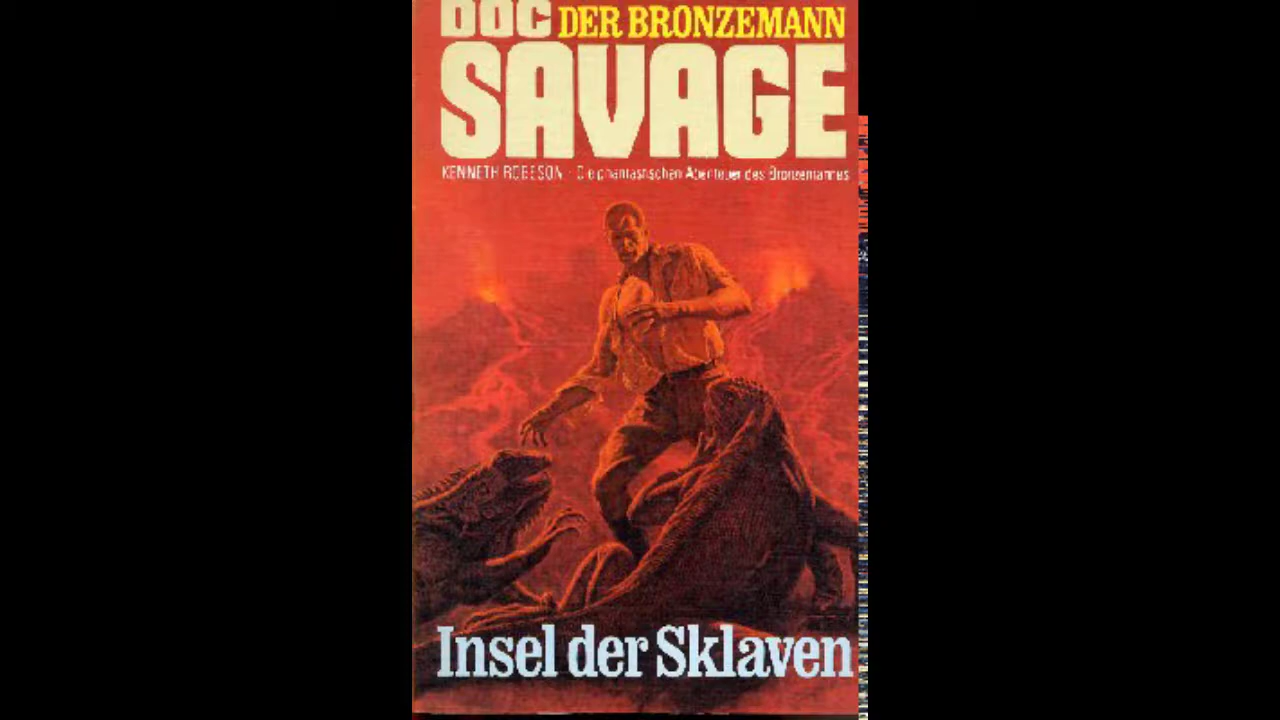 DOC DER BRONZEMANN
SAVAGE
KENNETH ROBESON · Die phantastischen Abenteuer des Bronzemannes
Insel der Sklaven